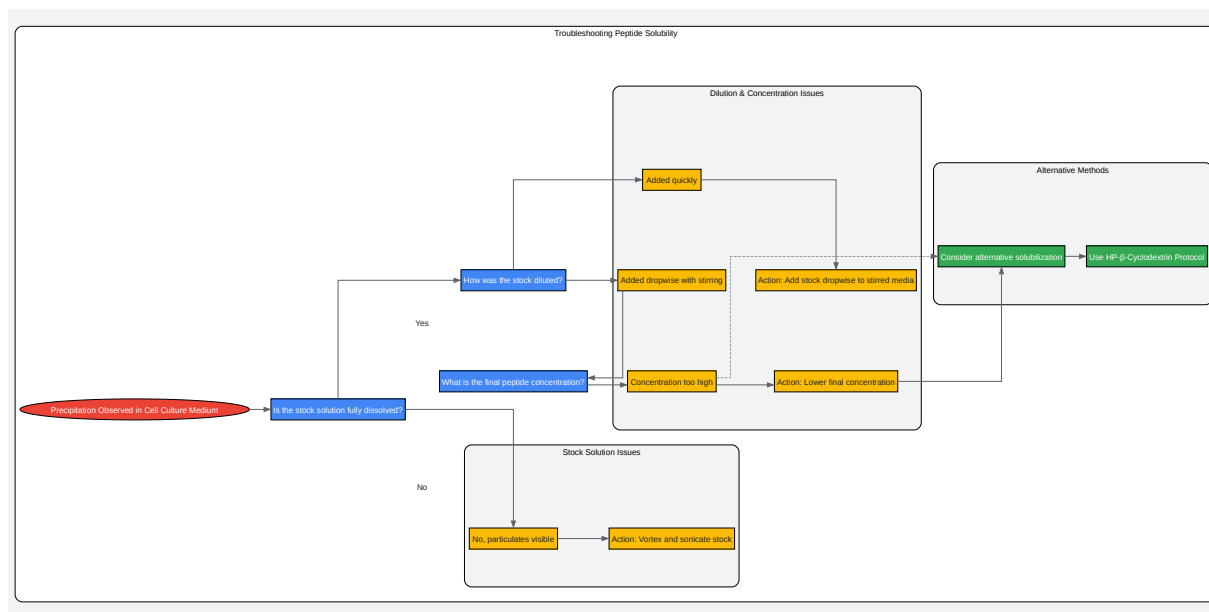 Troubleshooting Peptide Solubility
Dilution & Concentration Issues
Alternative Methods
Added quickly
Consider alternative solubilization
Use HP-β-Cyclodextrin Protocol
How was the stock diluted?
Added dropwise with stirring
Action: Add stock dropwise to stirred media
Yes
What is the final peptide concentration?
Concentration too high
Action: Lower final concentration
Precipitation Observed in Cell Culture Medium
Is the stock solution fully dissolved?
Stock Solution Issues
No
No, particulates visible
Action: Vortex and sonicate stock